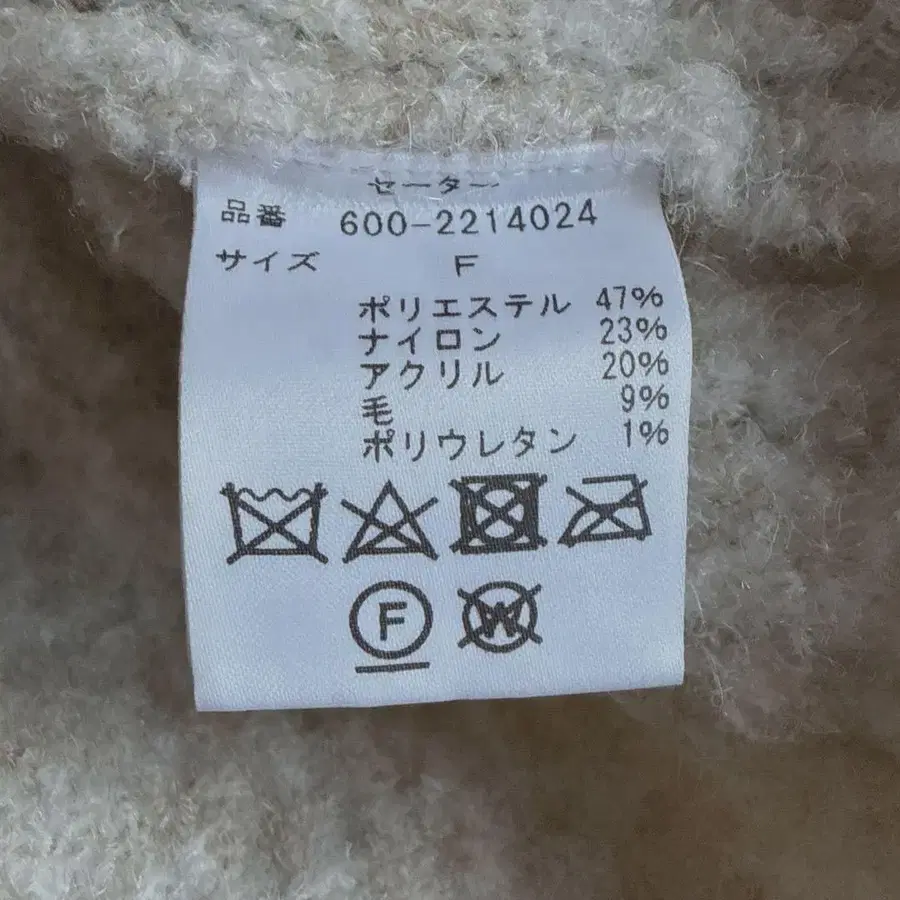 セーター
品番 600-2214024
サイズ F
ポリエステル 47%
ナイロン 23%
アクリル 20%
毛 9%
ポリウレタン 1%
F W